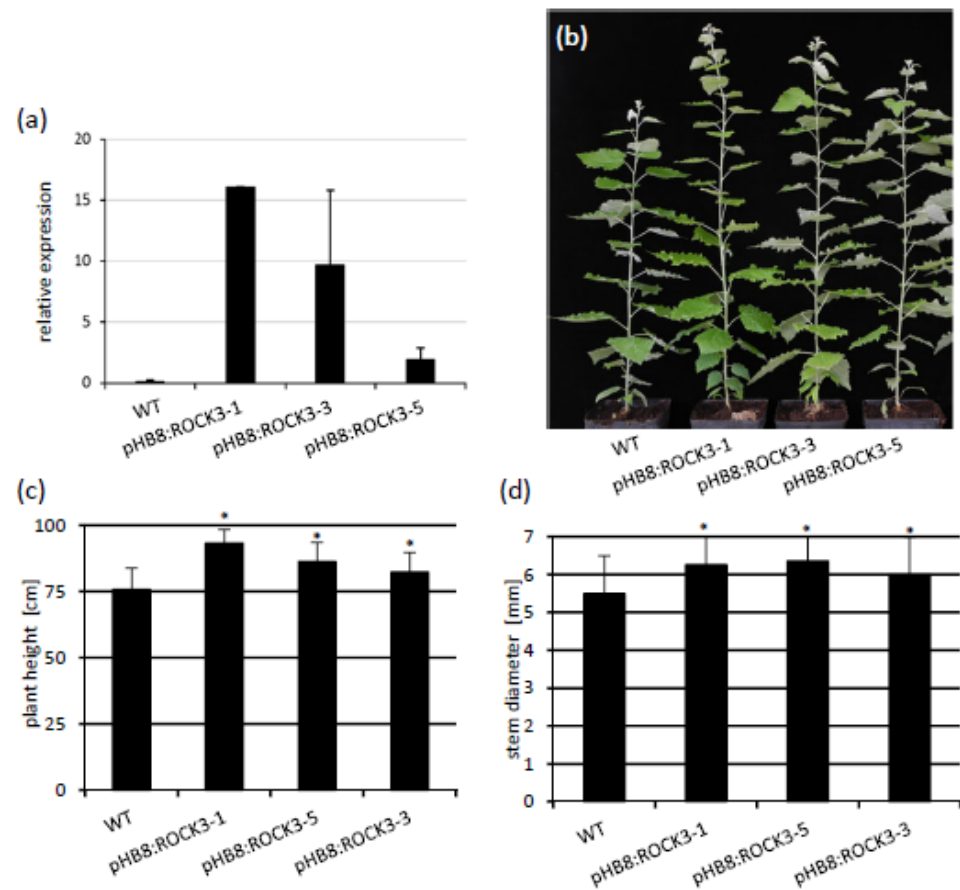 (a)
20
15
10
5
0
relative expression
WT
pHB8:ROCK3-1
pHB8:ROCK3-3
pHB8:ROCK3-5
(b)
WT
pHB8:ROCK3-1
pHB8:ROCK3-3
pHB8:ROCK3-5
(c)
100
75
50
25
0
plant height [cm]
*
*
*
WT
pHB8:ROCK3-1
pHB8:ROCK3-5
pHB8:ROCK3-3
(d)
7
6
5
4
3
2
1
0
stem diameter [mm]
*
*
*
WT
pHB8:ROCK3-1
pHB8:ROCK3-5
pHB8:ROCK3-3